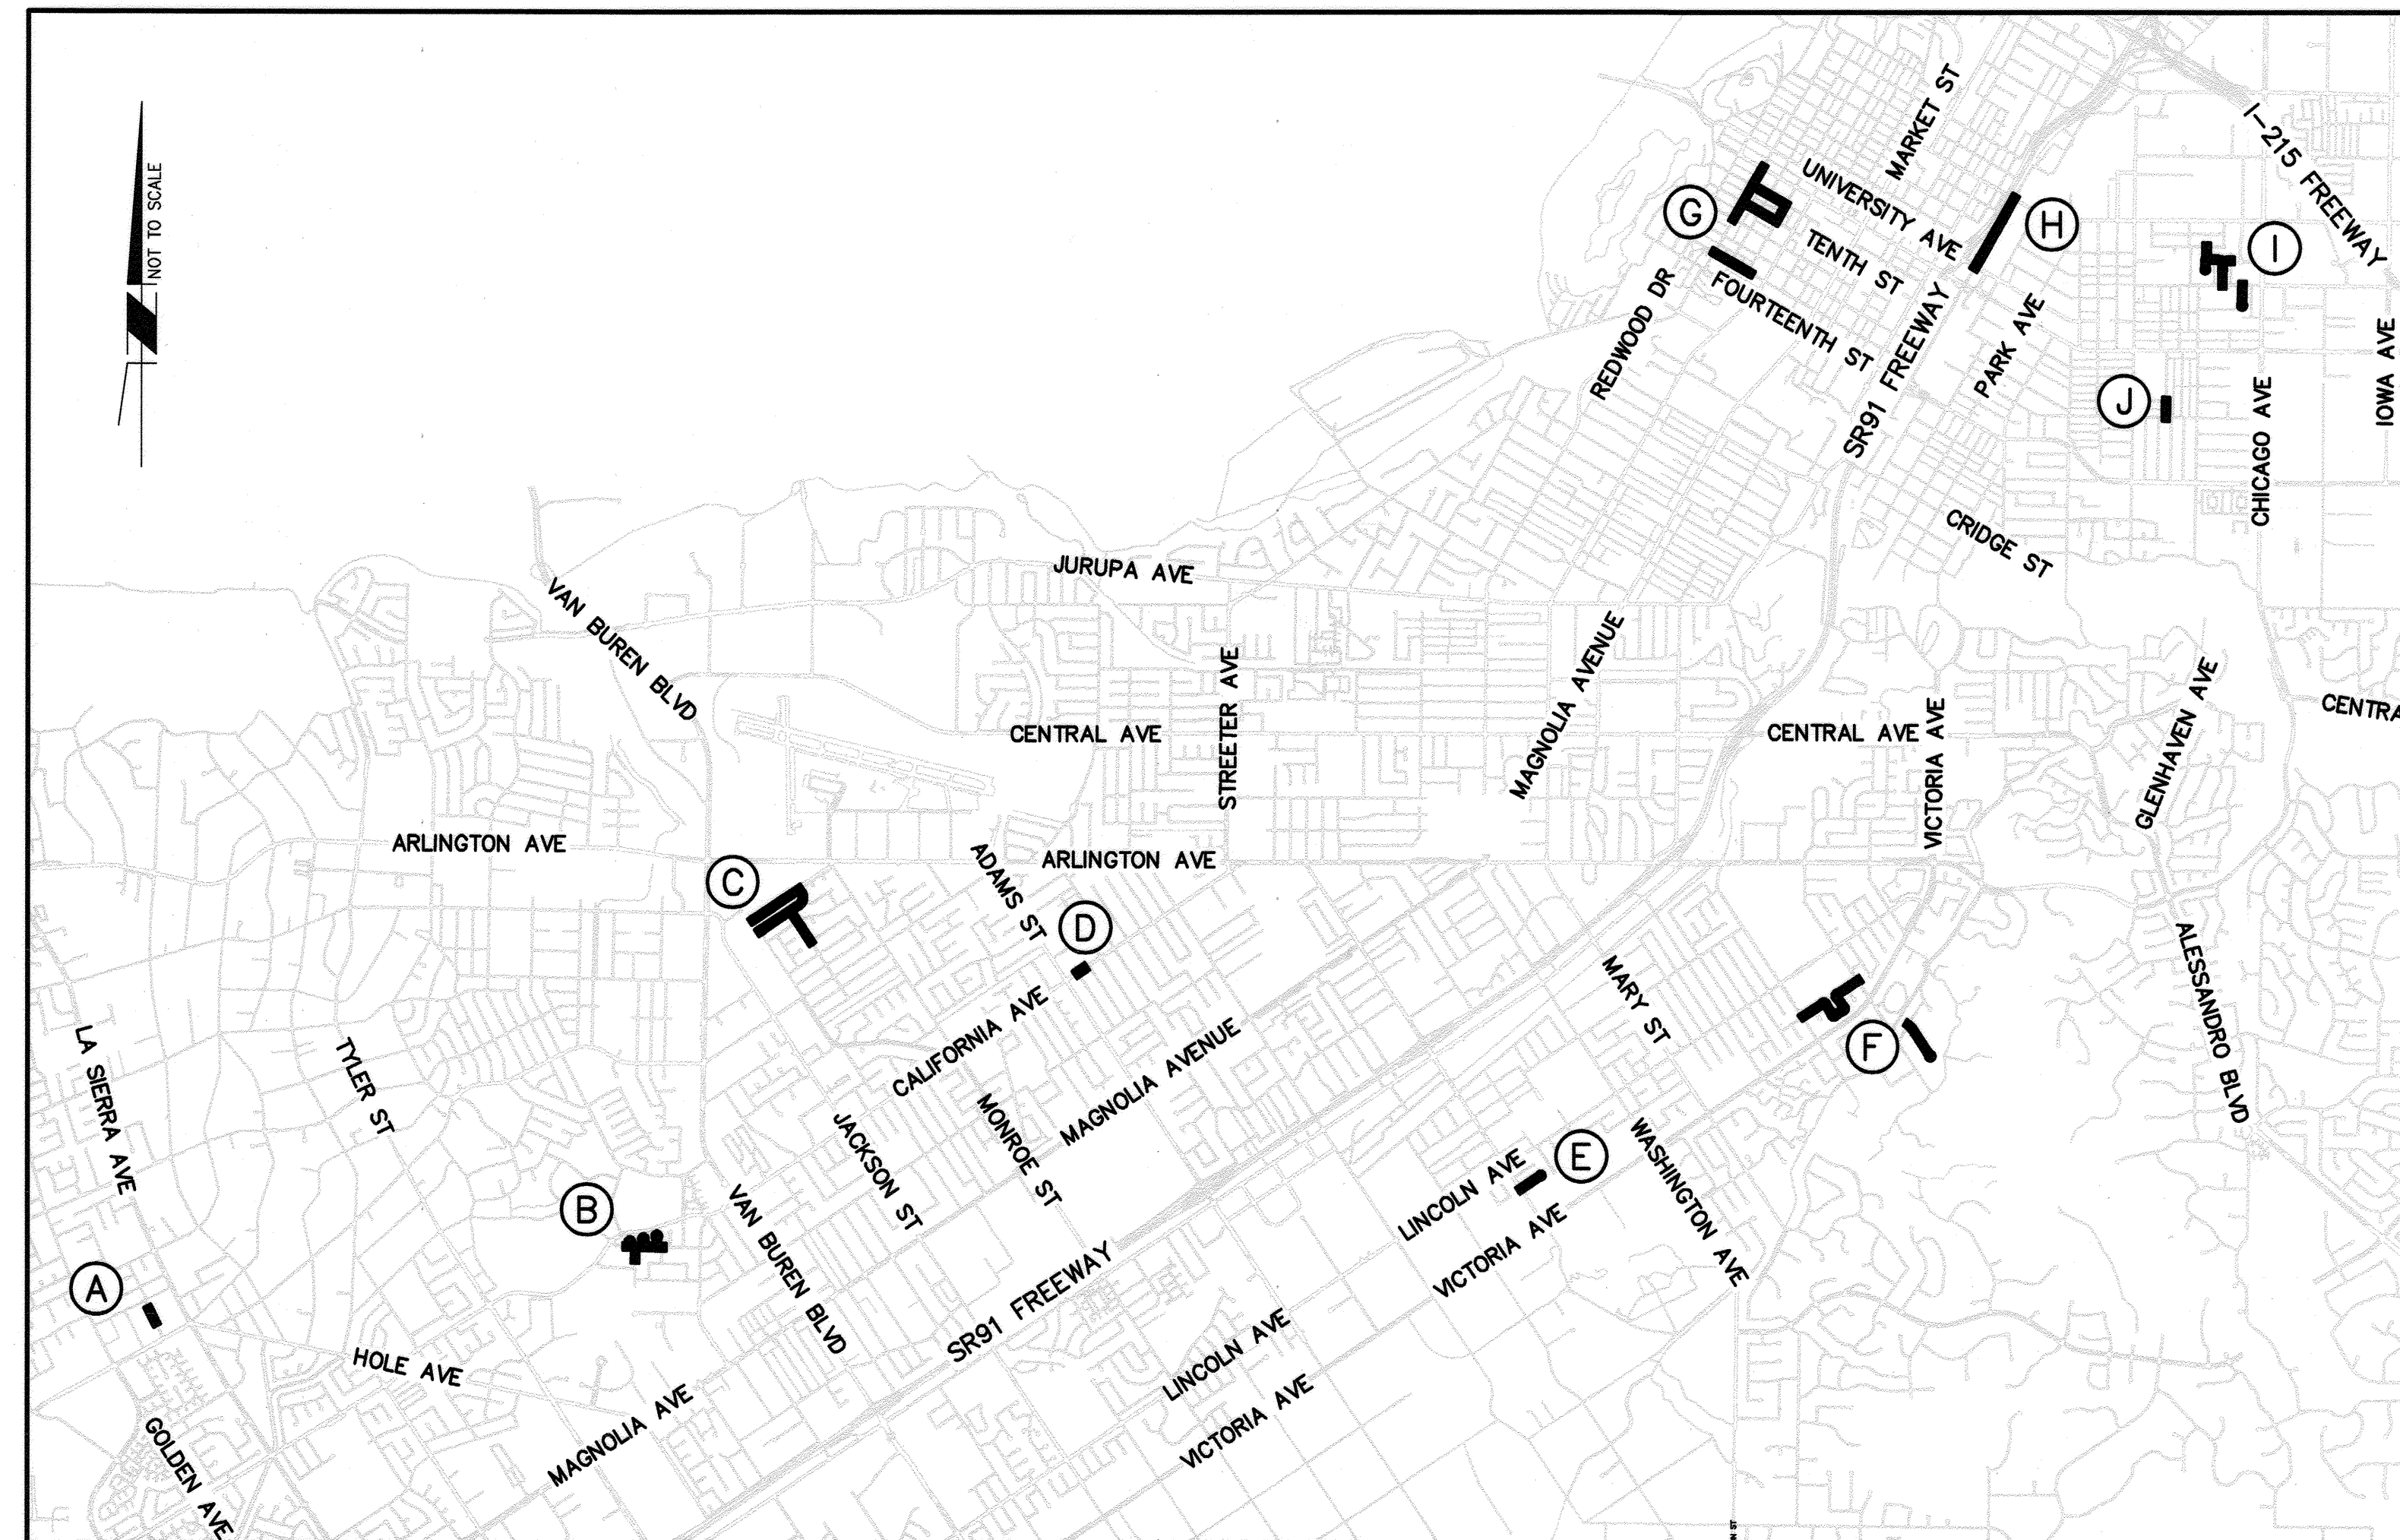 NOT TO SCALE
MARKET ST
I-215 FREEWAY
UNIVERSITY AVE
G
H
I
TENTH ST
FOURTEENTH ST
REDWOOD DR
SR91 FREEWAY
PARK AVE
IOWA AVE
J
CHICAGO AVE
CRIDGE ST
JURUPA AVE
VAN BUREN BLVD
STREETER AVE
MAGNOLIA AVENUE
GLENHAVEN AVE
CENTRAL AVE
CENTRAL AVE
VICTORIA AVE
CENTRA
ARLINGTON AVE
ARLINGTON AVE
ADAMS ST
C
D
MARY ST
ALESSANDRO BLVD
LA SIERRA AVE
TYLER ST
CALIFORNIA AVE
MAGNOLIA AVENUE
F
JACKSON ST
MONROE ST
LINCOLN AVE
E
WASHINGTON AVE
B
VAN BUREN BLVD
VICTORIA AVE
A
SR91 FREEWAY
HOLE AVE
LINCOLN AVE
MAGNOLIA AVE
VICTORIA AVE
GOLDEN AVE
N ST